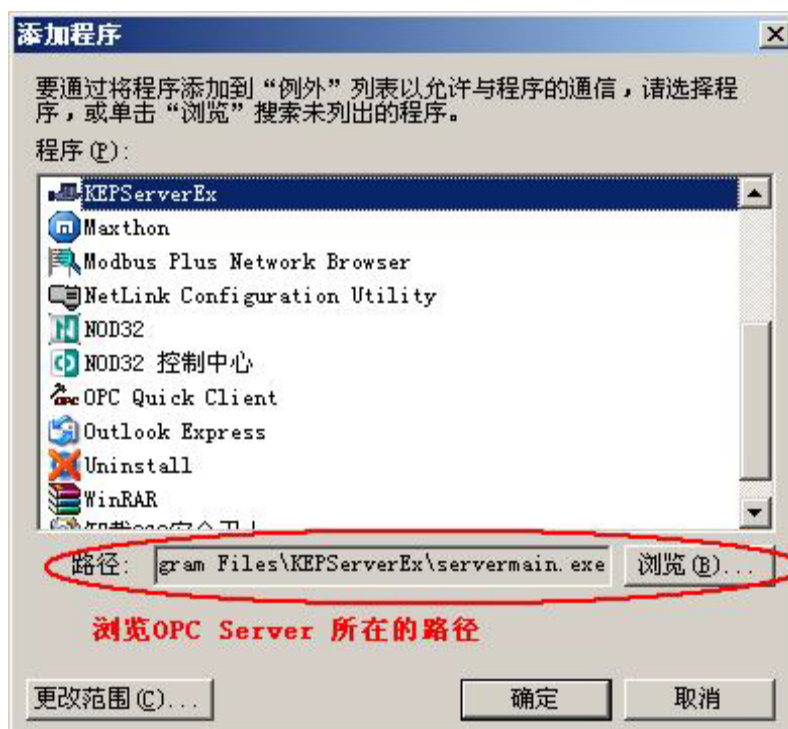 添加程序
要通过将程序添加到“例外”列表以允许与程序的通信，请选择程
序，或单击“浏览”搜索未列出的程序。
程序(P):
KEPServerEx
Maxthon
Modbus Plus Network Browser
NetLink Configuration Utility
NOD32
NOD32 控制中心
OPC Quick Client
Outlook Express
Uninstall
WinRAR
路径: gram Files\KEPServerEx\servermain.exe 浏览(B)...
浏览OPC Server 所在的路径
更改范围(C)... 确定 取消